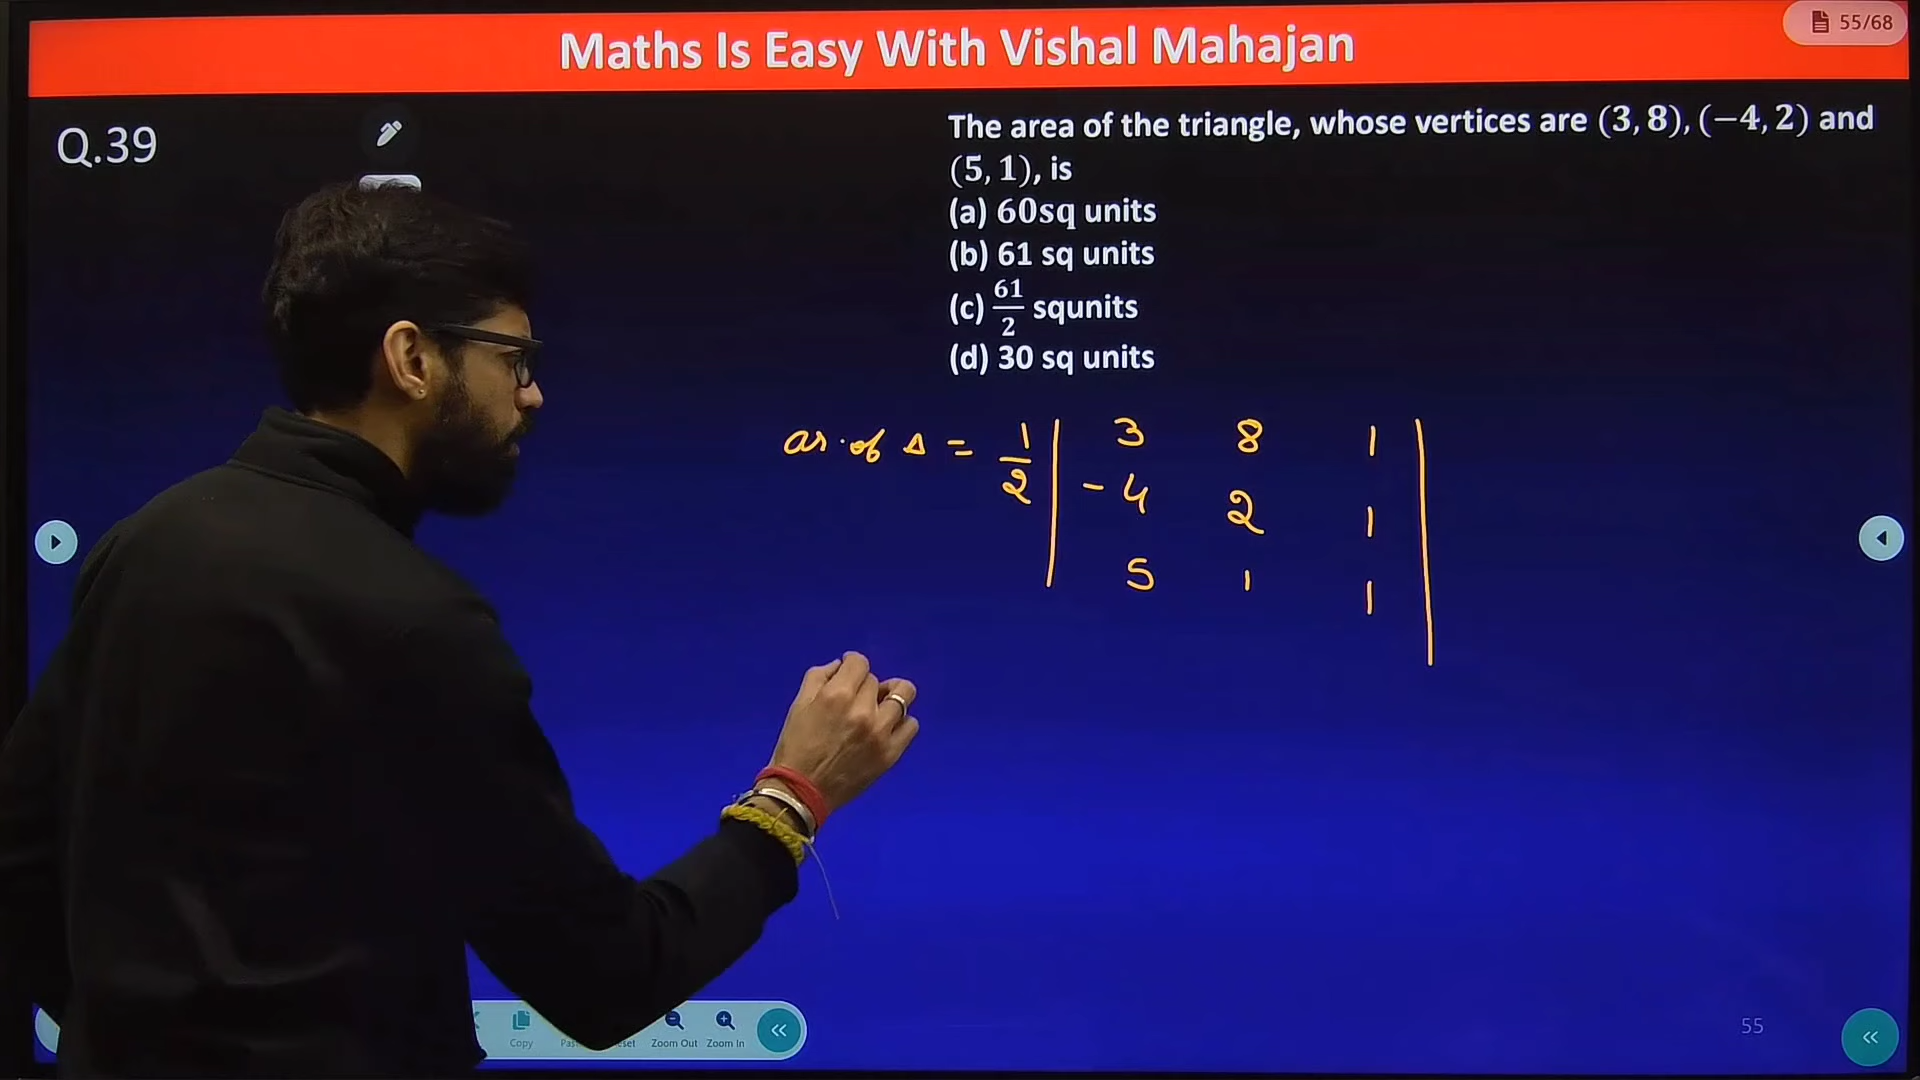 Maths Is Easy With Vishal Mahajan
55/68
Q.39
The area of the triangle, whose vertices are (3, 8), (−4, 2) and
(5, 1), is
(a) 60sq units
(b) 61 sq units
(c) 61/2 squnits
(d) 30 sq units
ar. of Δ = 1/2 | 3 8 1 |
-4 2 1
5 1 1
Copy
Zoom Out
Zoom In
55